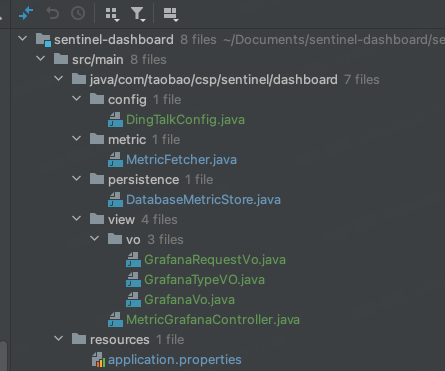 sentinel-dashboard 8 files ~/Documents/sentinel-dashboard/se
src/main 8 files
java/com/taobao/csp/sentinel/dashboard 7 files
config 1 file
DingTalkConfig.java
metric 1 file
MetricFetcher.java
persistence 1 file
DatabaseMetricStore.java
view 4 files
vo 3 files
GrafanaRequestVo.java
GrafanaTypeVO.java
GrafanaVo.java
MetricGrafanaController.java
resources 1 file
application.properties